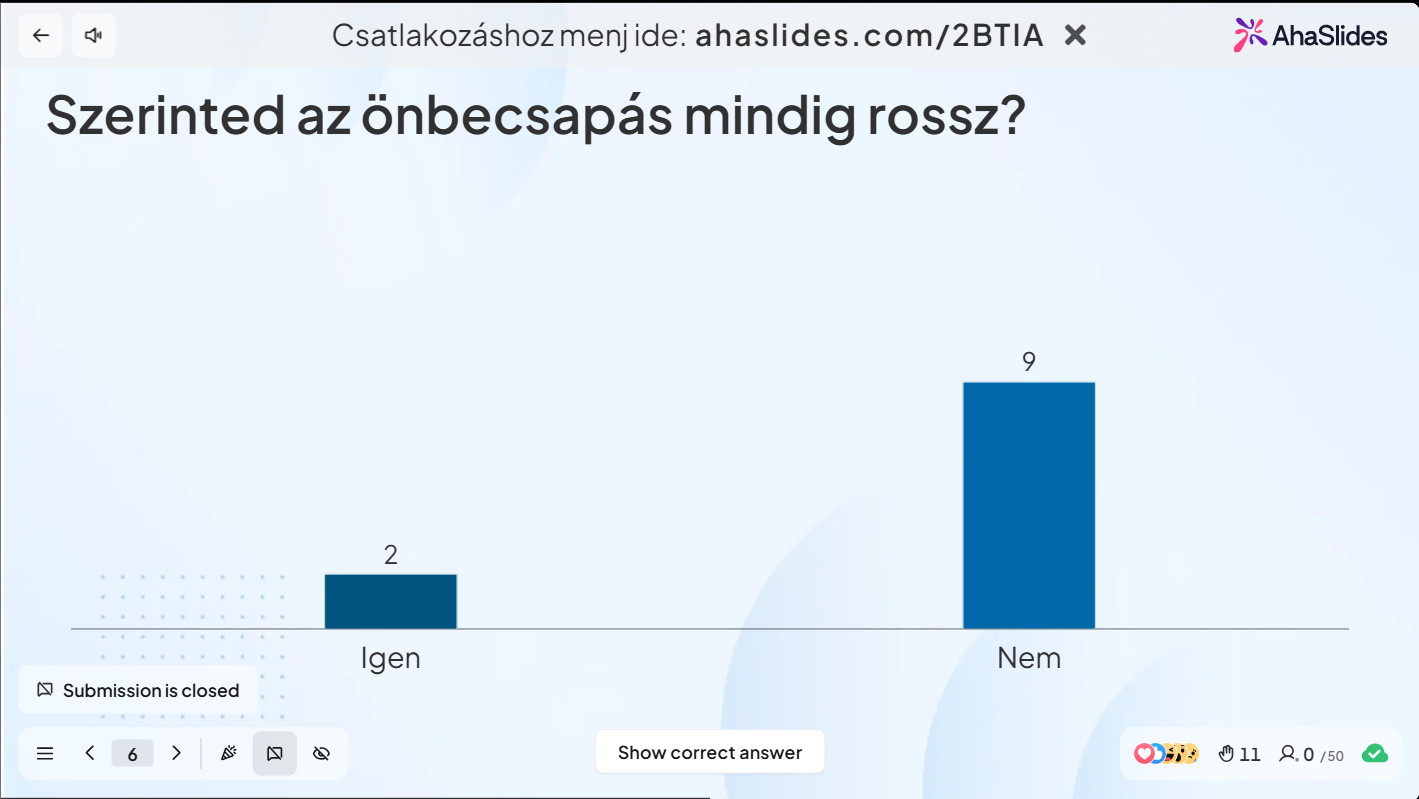 Csatlakozáshoz menj ide: ahaslides.com/2BTIA
AhaSlides
Szerinted az önbecsapás mindig rossz?
9
2
Igen
Nem
Submission is closed
6
Show correct answer
11
0 /50